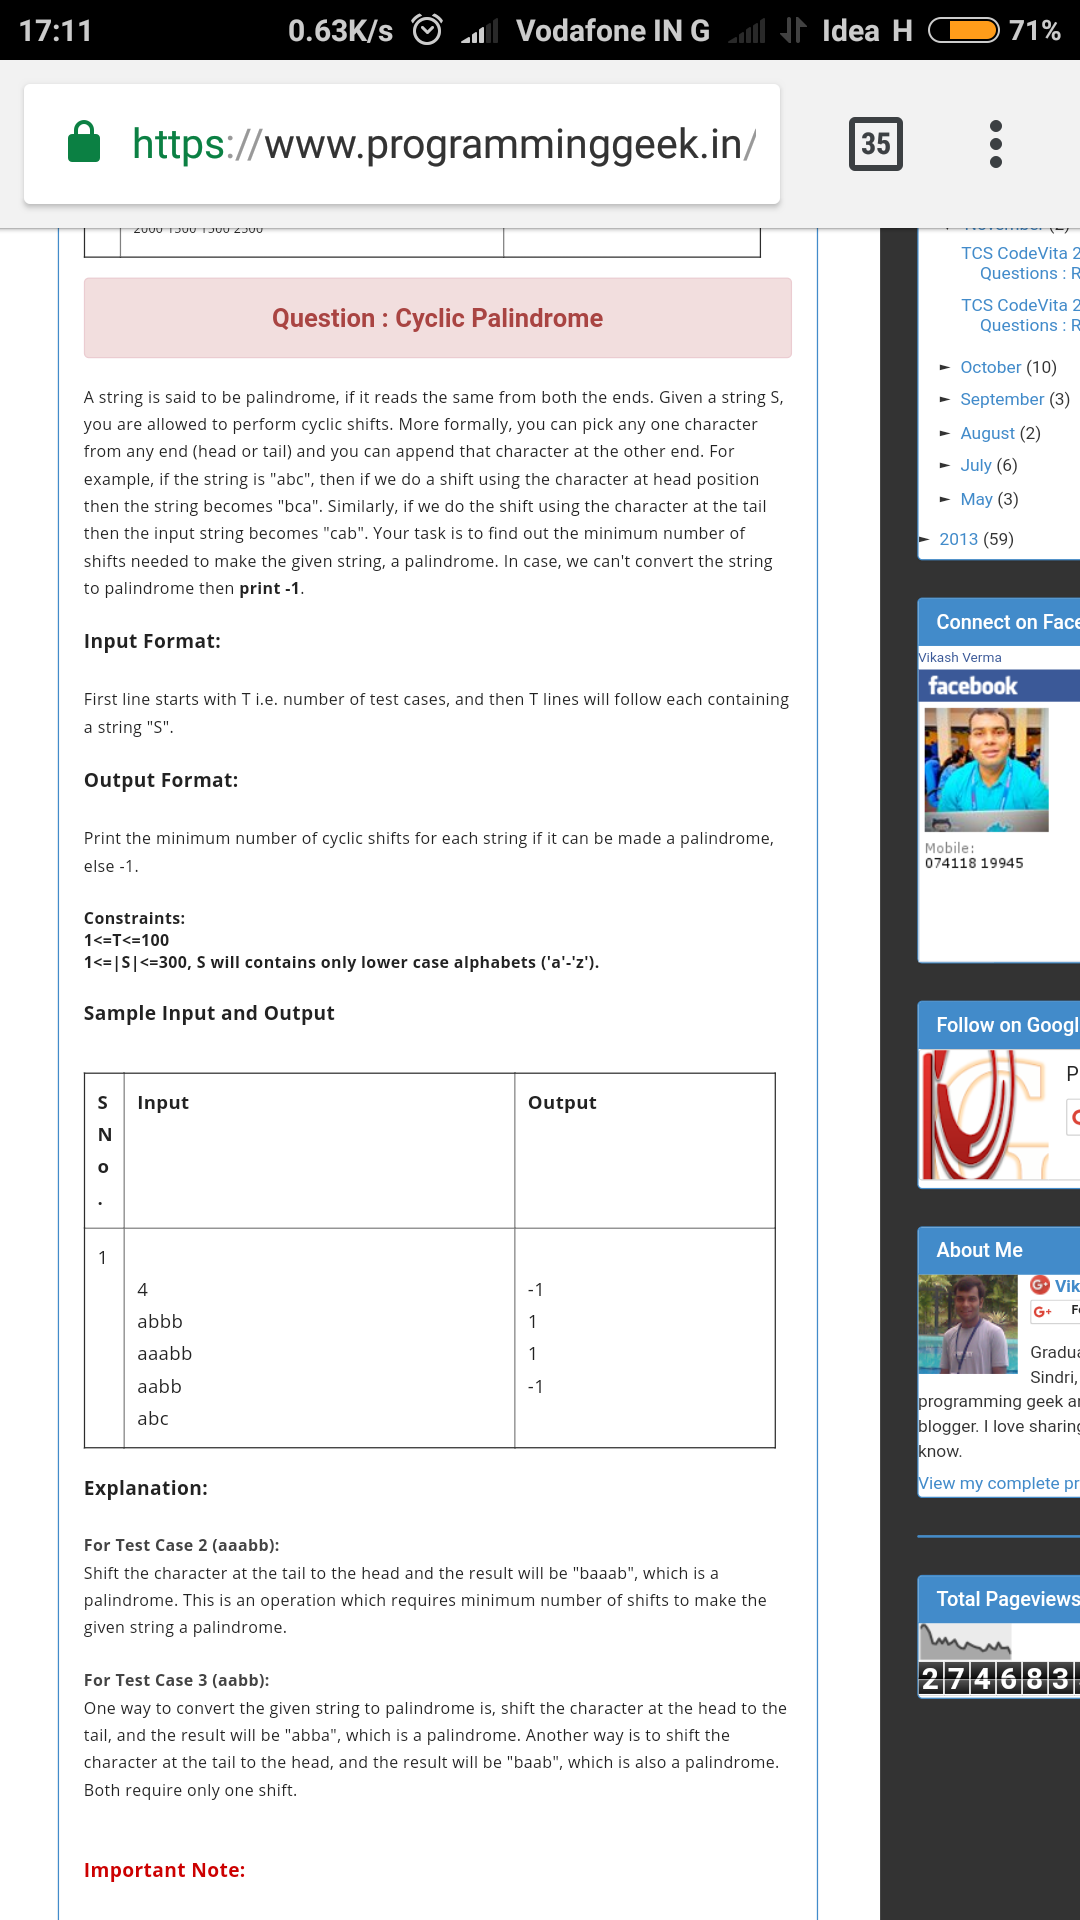 17:11 0.63K/s Vodafone IN G Idea H 71%
https://www.programminggeek.in/ 35
2000 1500 1500 2500
Question : Cyclic Palindrome
A string is said to be palindrome, if it reads the same from both the ends. Given a string S,
you are allowed to perform cyclic shifts. More formally, you can pick any one character
from any end (head or tail) and you can append that character at the other end. For
example, if the string is "abc", then if we do a shift using the character at head position
then the string becomes "bca". Similarly, if we do the shift using the character at the tail
then the input string becomes "cab". Your task is to find out the minimum number of
shifts needed to make the given string, a palindrome. In case, we can't convert the string
to palindrome then print -1.
Input Format:
First line starts with T i.e. number of test cases, and then T lines will follow each containing
a string "S".
Output Format:
Print the minimum number of cyclic shifts for each string if it can be made a palindrome,
else -1.
Constraints:
1<=T<=100
1<=|S|<=300, S will contains only lower case alphabets ('a'-'z').
Sample Input and Output
S
N
o
.
Input
Output
1
4
abbb
aaabb
aabb
abc
-1
1
1
-1
Explanation:
For Test Case 2 (aaabb):
Shift the character at the tail to the head and the result will be "baaab", which is a
palindrome. This is an operation which requires minimum number of shifts to make the
given string a palindrome.
For Test Case 3 (aabb):
One way to convert the given string to palindrome is, shift the character at the head to the
tail, and the result will be "abba", which is a palindrome. Another way is to shift the
character at the tail to the head, and the result will be "baab", which is also a palindrome.
Both require only one shift.
Important Note:
November (2)
TCS CodeVita 2
Questions : R
TCS CodeVita 2
Questions : R
► October (10)
► September (3)
► August (2)
► July (6)
► May (3)
► 2013 (59)
Connect on Face
Vikash Verma
facebook
Mobile:
074118 19945
Follow on Googl
P
About Me
Vik
G+ Fo
Gradua
Sindri,
programming geek an
blogger. I love sharing
know.
View my complete pr
Total Pageviews
274683